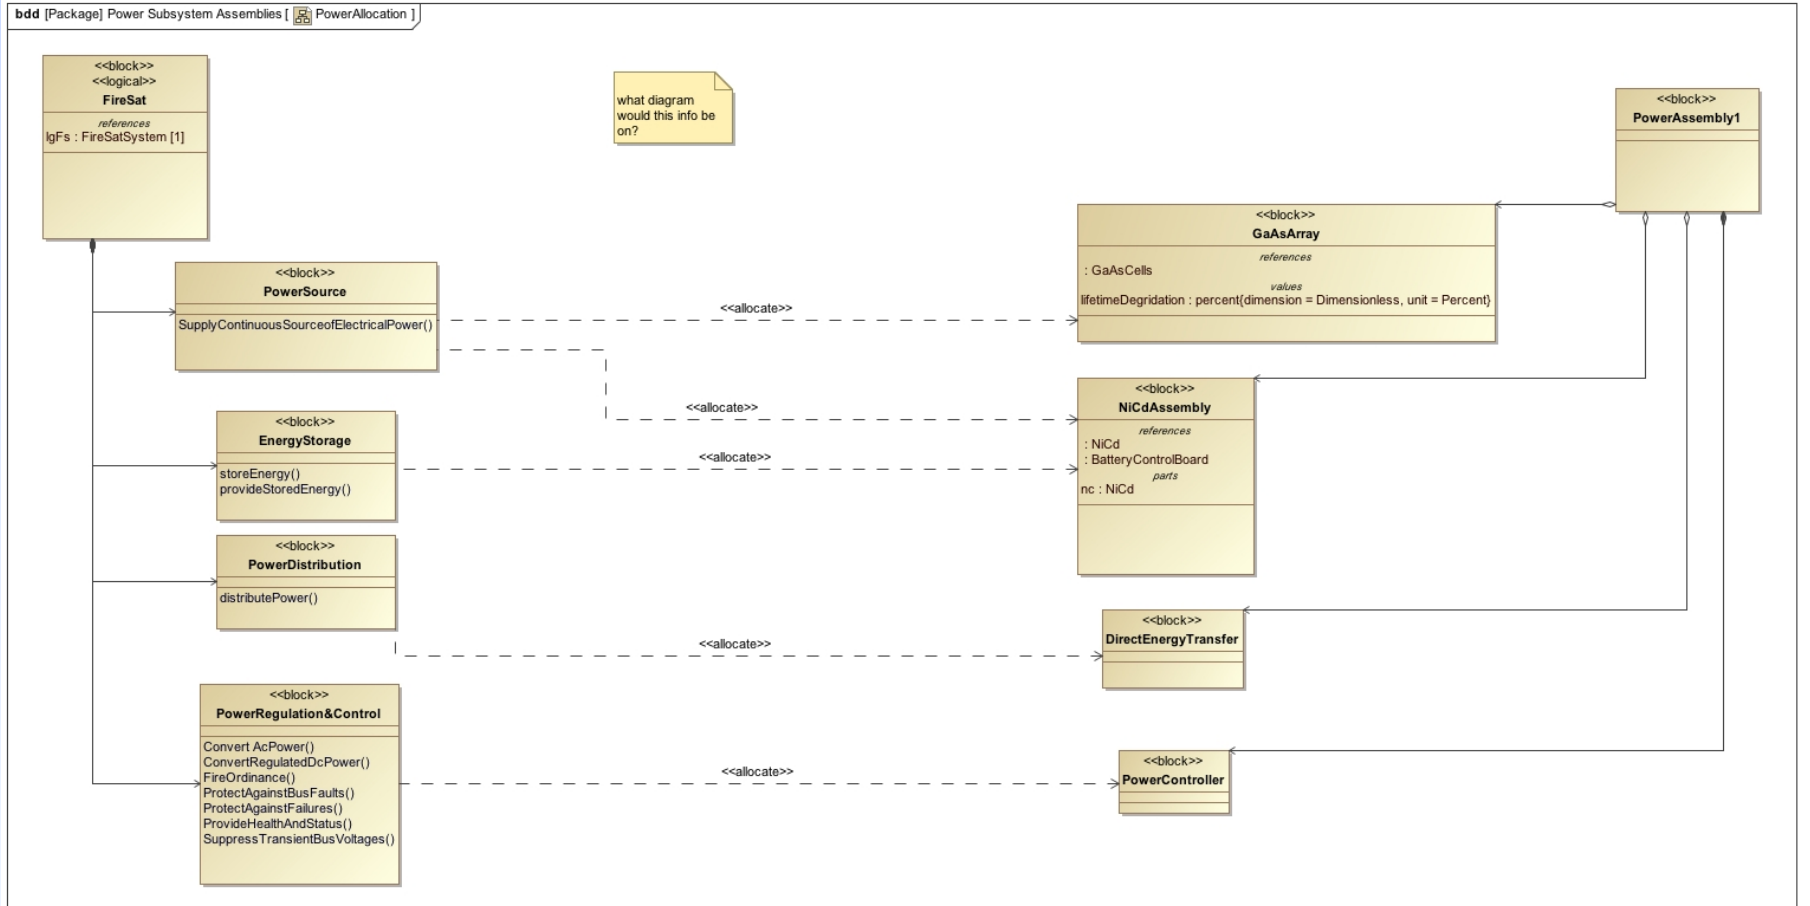 bdd [Package] Power Subsystem Assemblies [ PowerAllocation ]
<<block>>
<<logical>>
FireSat
references
lgFs : FireSatSystem [1]
what diagram
would this info be
on?
<<block>>
PowerAssembly1
<<block>>
PowerSource
SupplyContinuousSourceofElectricalPower()
<<allocate>>
<<block>>
GaAsArray
references
: GaAsCells
values
lifetimeDegridation : percent{dimension = Dimensionless, unit = Percent}
<<allocate>>
<<block>>
NiCdAssembly
references
: NiCd
: BatteryControlBoard
parts
nc : NiCd
<<block>>
EnergyStorage
storeEnergy()
provideStoredEnergy()
<<allocate>>
<<block>>
PowerDistribution
distributePower()
<<allocate>>
<<block>>
DirectEnergyTransfer
<<block>>
PowerRegulation&Control
Convert AcPower()
ConvertRegulatedDcPower()
FireOrdinance()
ProtectAgainstBusFaults()
ProtectAgainstFailures()
ProvideHealthAndStatus()
SuppressTransientBusVoltages()
<<allocate>>
<<block>>
PowerController